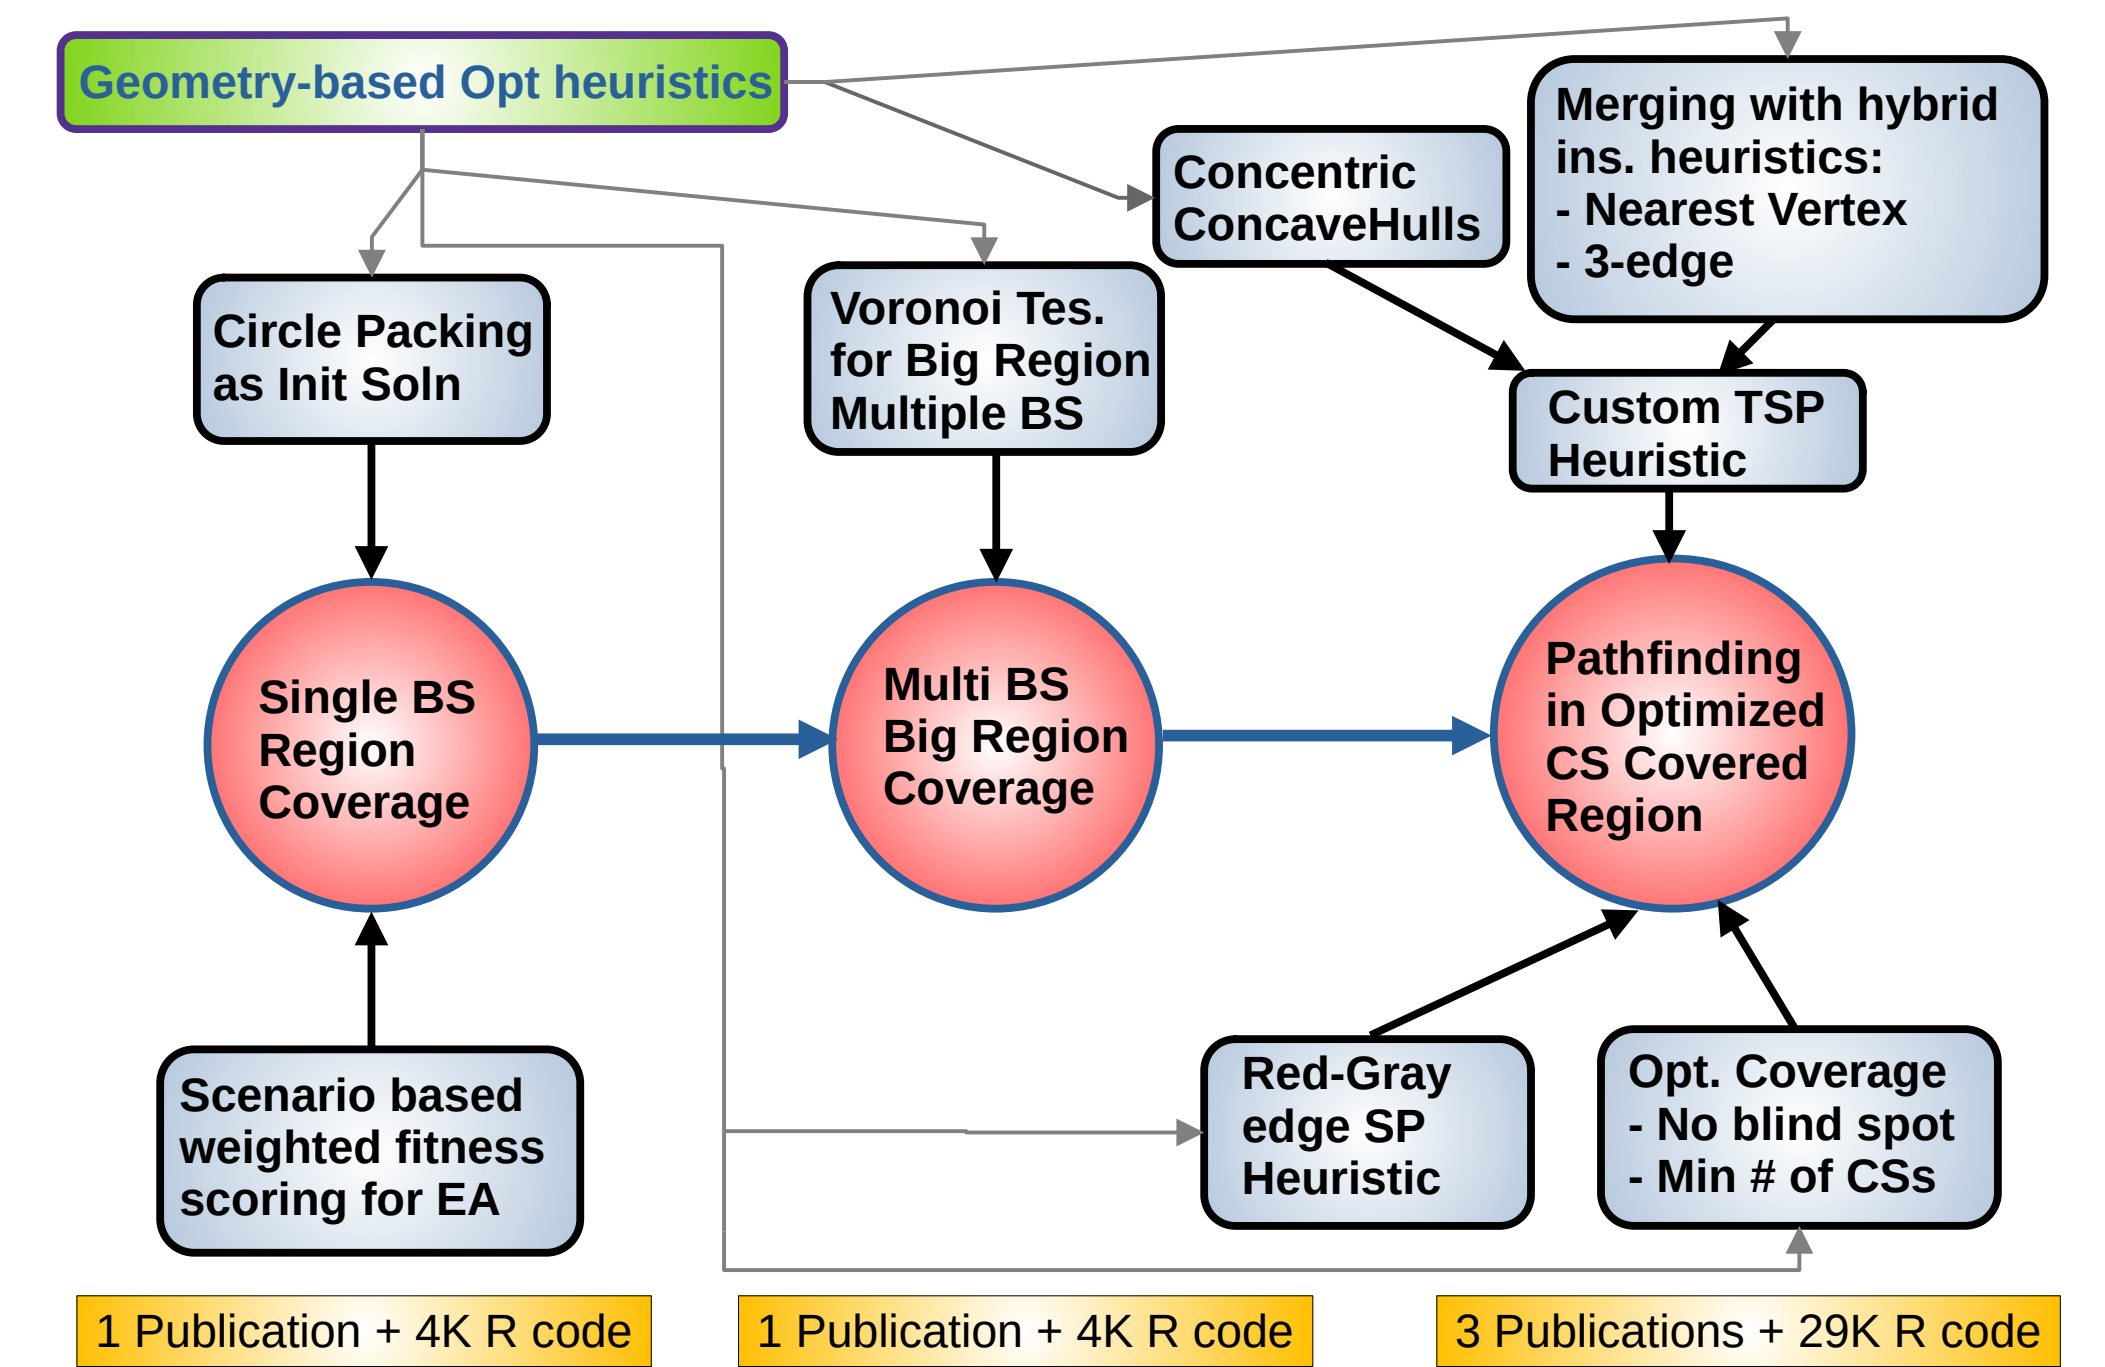 Geometry-based Opt heuristics
Merging with hybrid
ins. heuristics:
- Nearest Vertex
- 3-edge
Concentric
ConcaveHulls
Circle Packing
as Init Soln
Voronoi Tes.
for Big Region
Multiple BS
Custom TSP
Heuristic
Single BS
Region
Coverage
Multi BS
Big Region
Coverage
Pathfinding
in Optimized
CS Covered
Region
Scenario based
weighted fitness
scoring for EA
Red-Gray
edge SP
Heuristic
Opt. Coverage
- No blind spot
- Min # of CSs
1 Publication + 4K R code
1 Publication + 4K R code
3 Publications + 29K R code